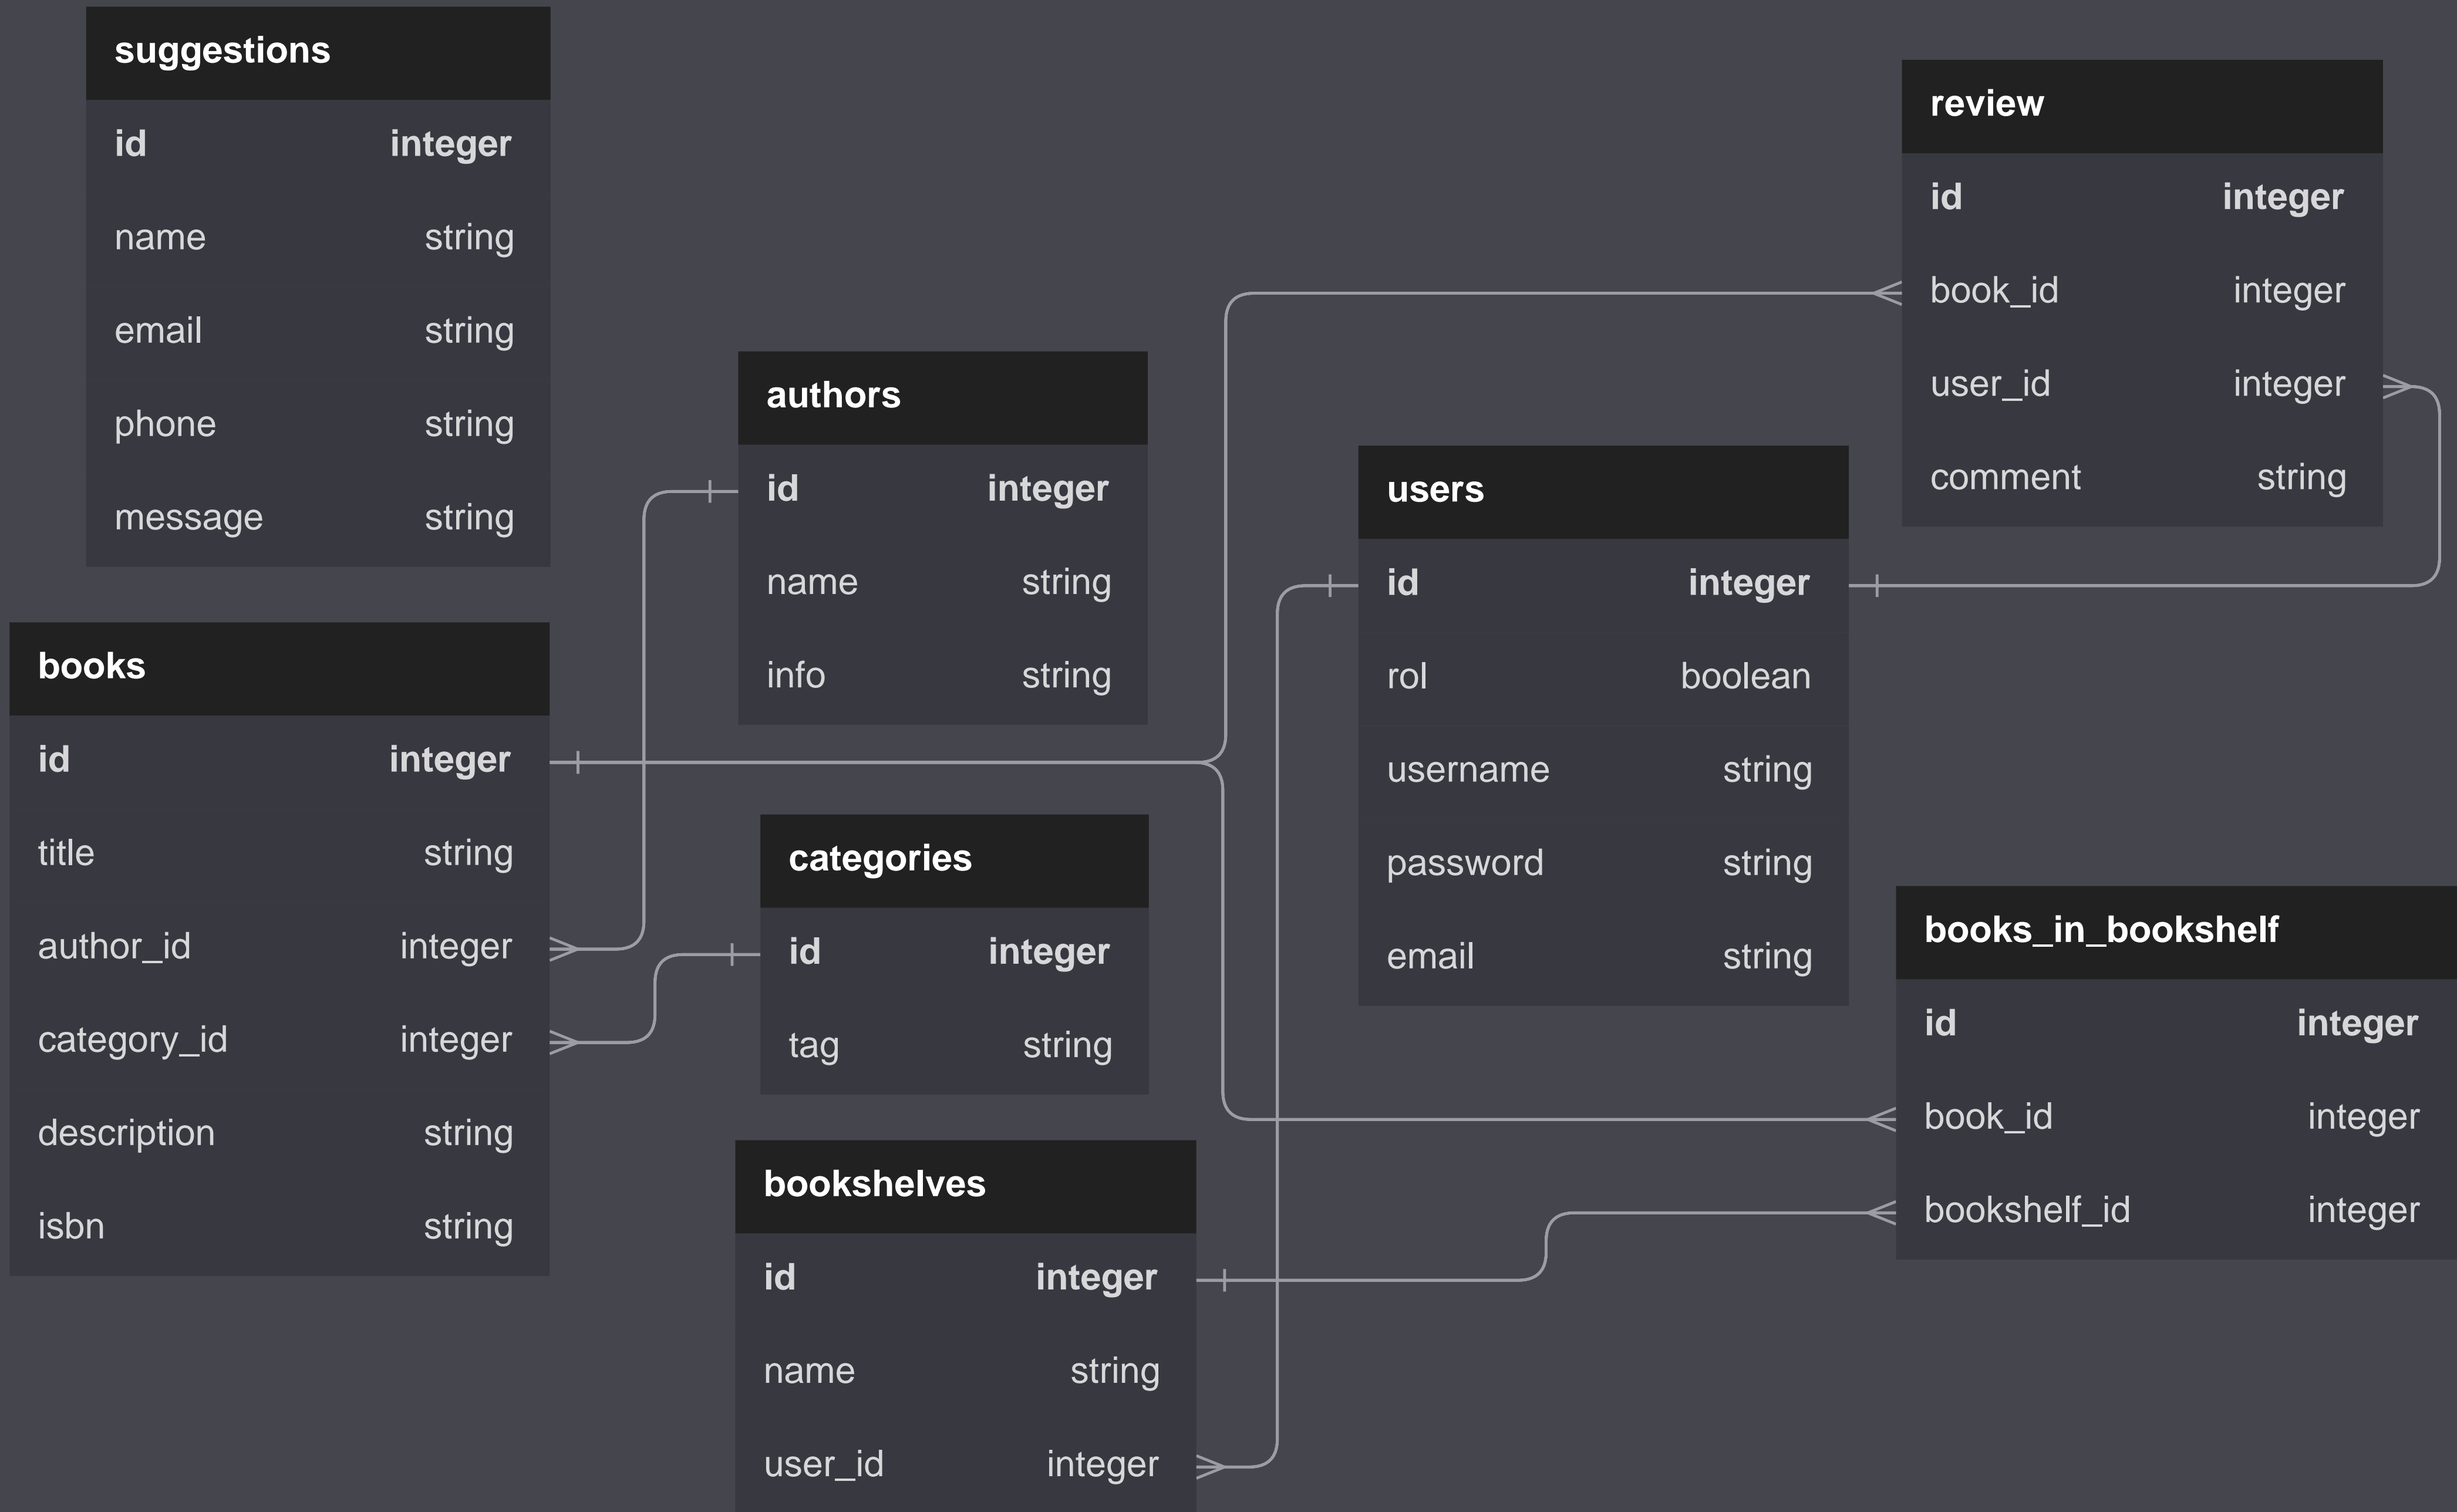 suggestions
id integer
name string
email string
phone string
message string
books
id integer
title string
author_id integer
category_id integer
description string
isbn string
authors
id integer
name string
info string
categories
id integer
tag string
bookshelves
id integer
name string
user_id integer
users
id integer
rol boolean
username string
password string
email string
review
id integer
book_id integer
user_id integer
comment string
books_in_bookshelf
id integer
book_id integer
bookshelf_id integer